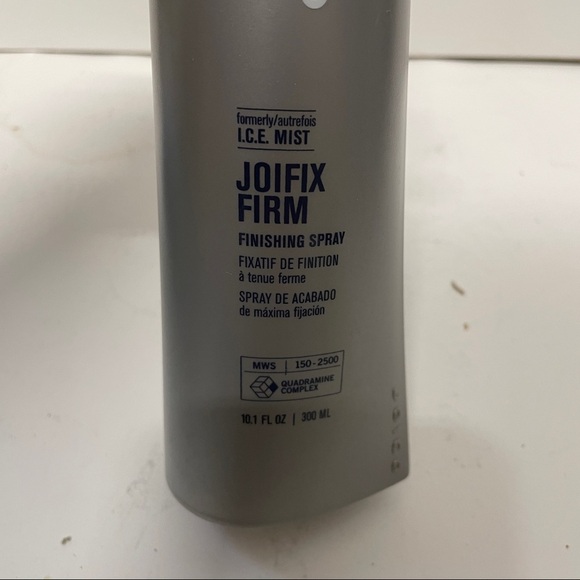 formerly/autrefois
I.C.E. MIST
JOIFIX
FIRM
FINISHING SPRAY
FIXATIF DE FINITION
à tenue ferme
SPRAY DE ACABADO
de máxima fijación
MWS | 150-2500
QUADRAMINE
COMPLEX
10.1 FL OZ | 300 ML